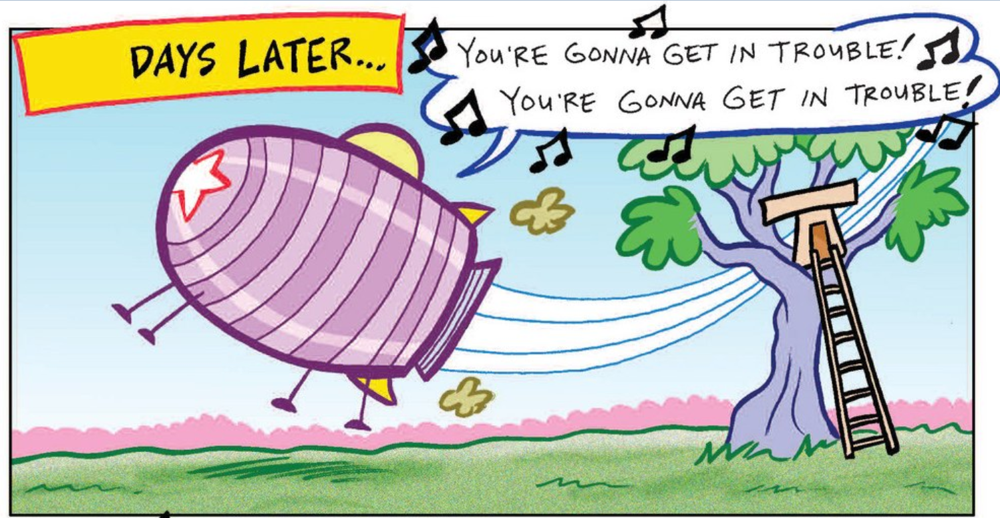 DAYS LATER...
YOU'RE GONNA GET IN TROUBLE!
YOU'RE GONNA GET IN TROUBLE!